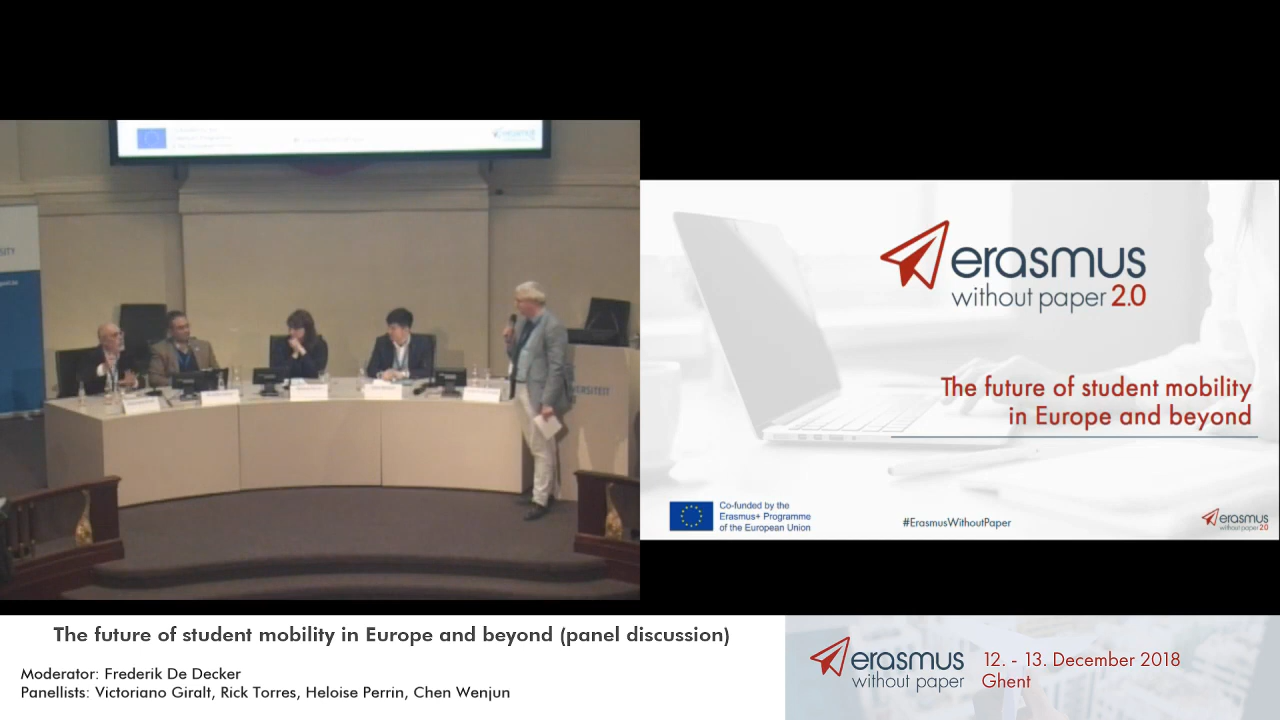 SITY
VERSITEIT
erasmus
without paper 2.0
The future of student mobility
in Europe and beyond
Co-funded by the
Erasmus+ Programme
of the European Union
#ErasmusWithoutPaper
erasmus
without paper 2.0
The future of student mobility in Europe and beyond (panel discussion)
Moderator: Frederik De Decker
Panellists: Victoriano Giralt, Rick Torres, Heloise Perrin, Chen Wenjun
erasmus
without paper
12. - 13. December 2018
Ghent